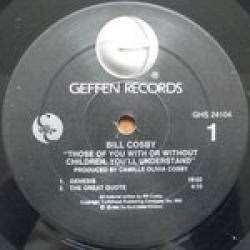 GEFFEN RECORDS
GHS 24104
1
BILL COSBY
"THOSE OF YOU WITH OR WITHOUT
CHILDREN, YOU'LL UNDERSTAND"
PRODUCED BY CAMILLE OLIVIA COSBY
1. GENESIS
2. THE GREAT QUOTE